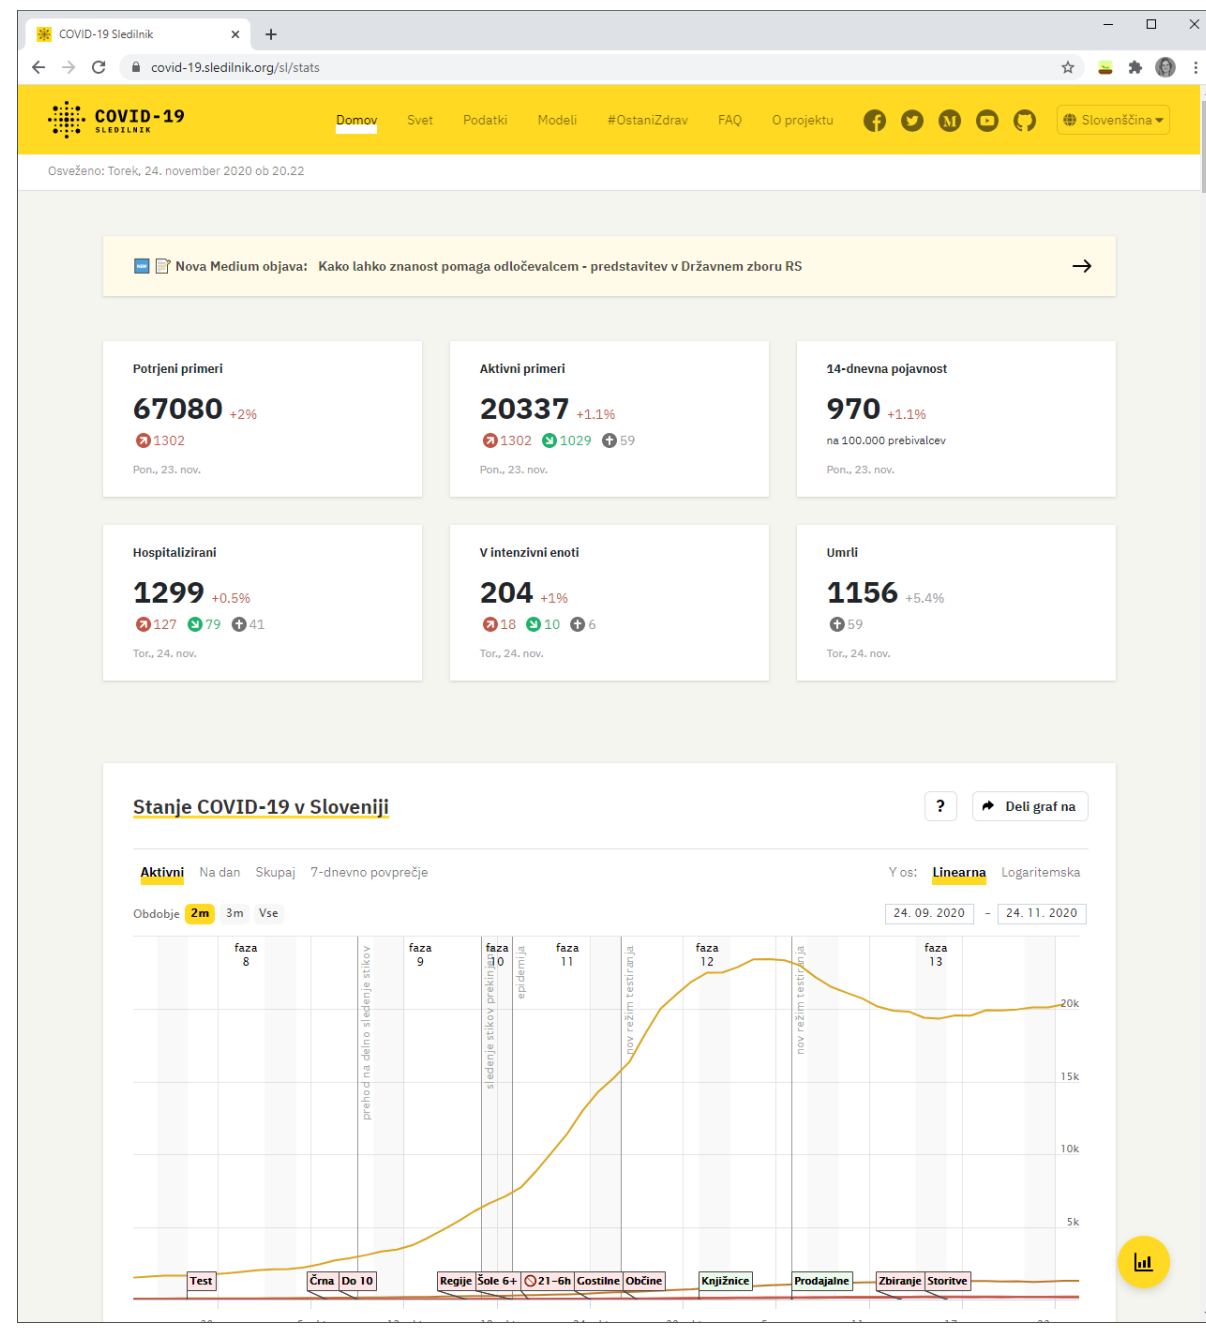 COVID-19 Sledilnik
covid-19.sledilnik.org/sl/stats
COVID-19
SLEDILNIK
Domov Svet Podatki Modeli #OstaniZdrav FAQ O projektu Slovenščina
Osveženo: Torek, 24. november 2020 ob 20.22
Nova Medium objava: Kako lahko znanost pomaga odločevalcem - predstavitev v Državnem zboru RS
Potrjeni primeri
67080 +2%
1302
Pon., 23. nov.
Aktivni primeri
20337 +1.1%
1302 1029 59
Pon., 23. nov.
14-dnevna pojavnost
970 +1.1%
na 100.000 prebivalcev
Pon., 23. nov.
Hospitalizirani
1299 +0.5%
127 79 41
Tor., 24. nov.
V intenzivni enoti
204 +1%
18 10 6
Tor., 24. nov.
Umrli
1156 +5.4%
59
Tor., 24. nov.
Stanje COVID-19 v Sloveniji
? Deli graf na
Aktivni Na dan Skupaj 7-dnevno povprečje
Y os: Linearna Logaritemska
Obdobje 2m 3m Vse
24. 09. 2020 – 24. 11. 2020
faza
8
faza
9
faza
10
faza
11
faza
12
faza
13
prehod na delno sledenje stikov
sledenje stikov prekinjeno
epidemija
nov režim testiranja
nov režim testiranja
20k
15k
10k
5k
Test Črna Do 10 Regije Šole 6+ 21–6h Gostilne Občine Knjižnice Prodajalne Zbiranje Storitve